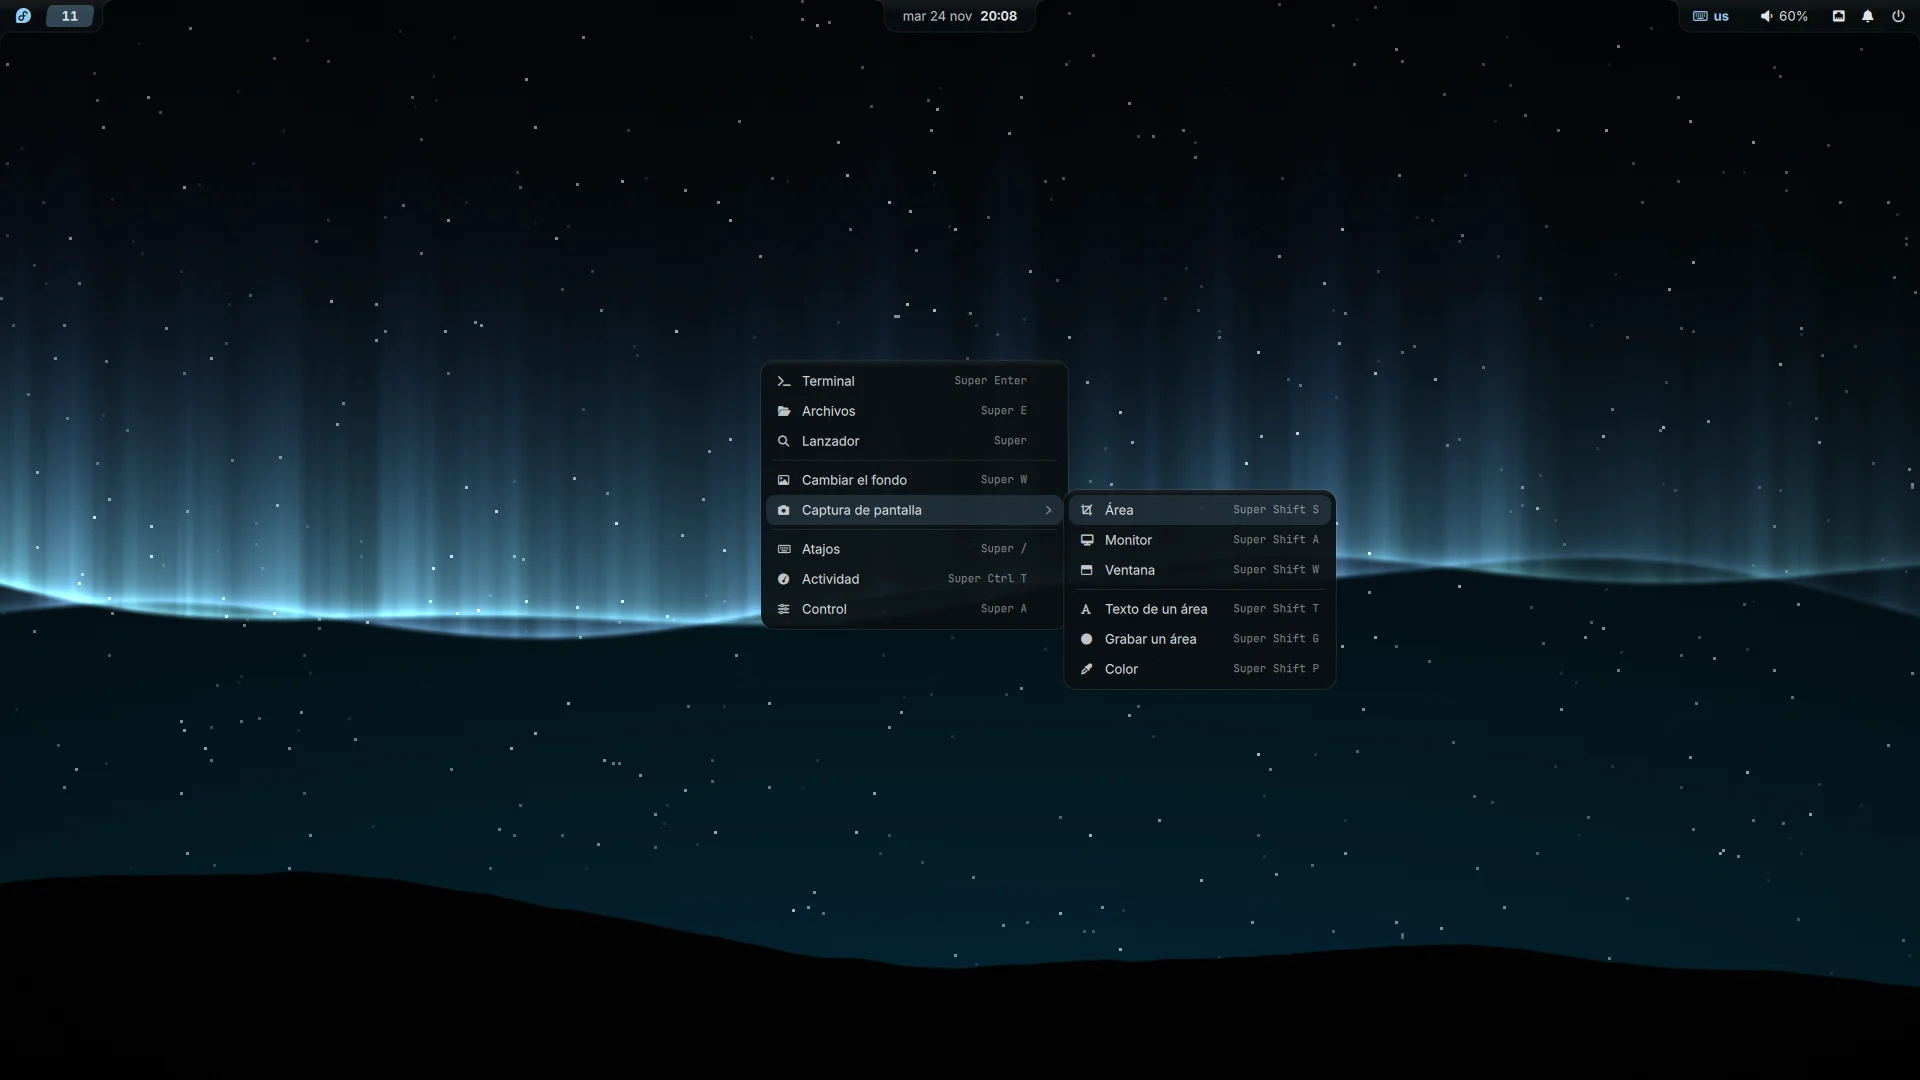 11
mar 24 nov 20:08
us 60%
Terminal Super Enter
Archivos Super E
Lanzador Super
Cambiar el fondo Super W
Captura de pantalla
Atajos Super /
Actividad Super Ctrl T
Control Super A
Área Super Shift S
Monitor Super Shift A
Ventana Super Shift W
Texto de un área Super Shift T
Grabar un área Super Shift G
Color Super Shift P